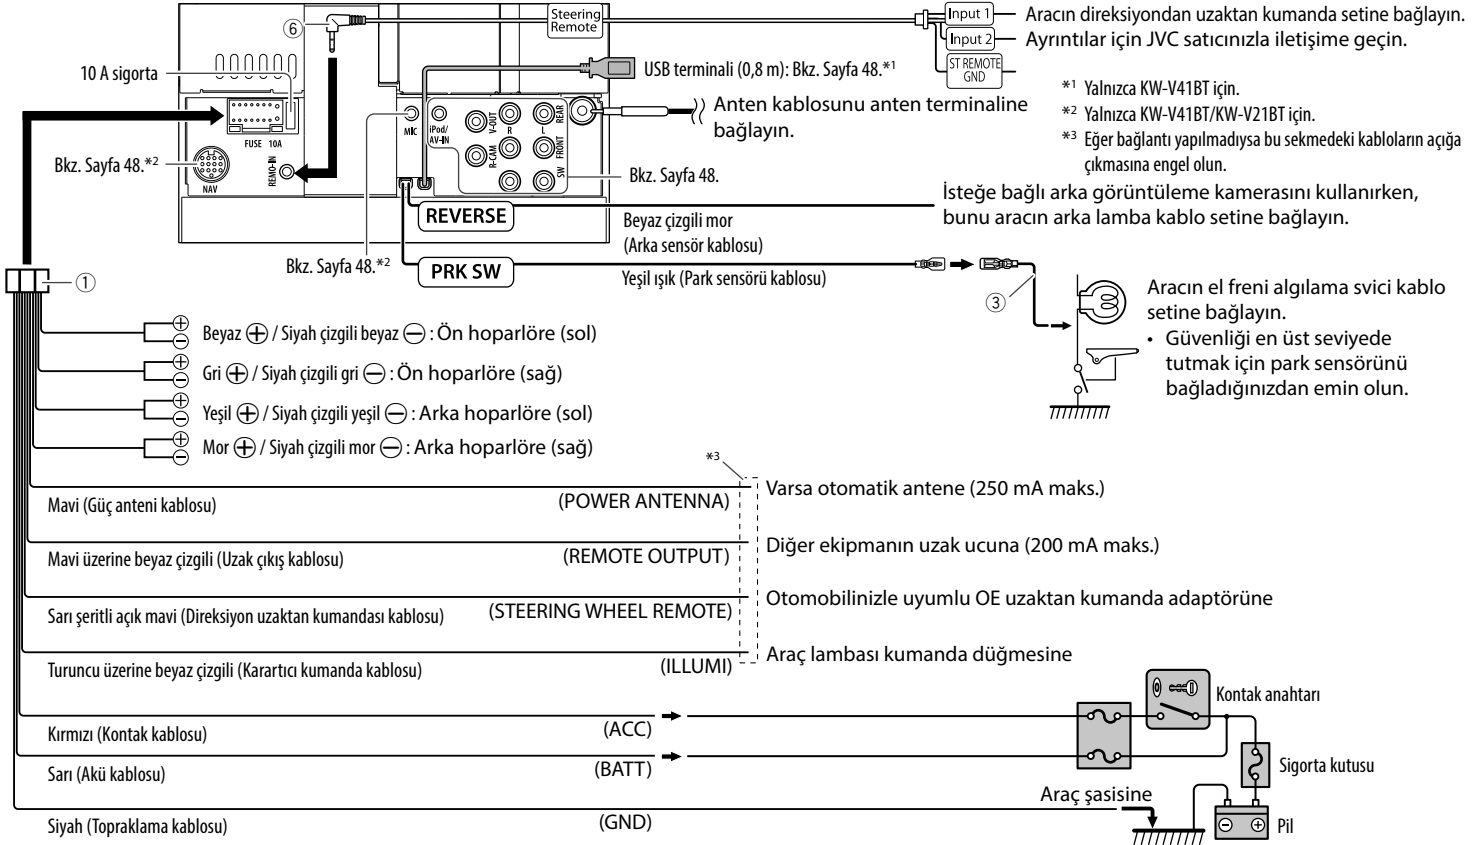 Steering
Remote
Input 1
Input 2
ST REMOTE
GND
Aracın direksiyondan uzaktan kumanda setine bağlayın.
Ayrıntılar için JVC satıcınızla iletişime geçin.
⑥
10 A sigorta
USB terminali (0,8 m): Bkz. Sayfa 48.*1
*1 Yalnızca KW-V41BT için.
*2 Yalnızca KW-V41BT/KW-V21BT için.
*3 Eğer bağlantı yapılmadıysa bu sekmedeki kabloların açığa
çıkmasına engel olun.
Anten kablosunu anten terminaline
bağlayın.
FUSE 10A
REMO-IN
NAV
MIC
iPod/
AV-IN
V-OUT
R-CAM
R
L
REAR
FRONT
SW
Bkz. Sayfa 48.*2
Bkz. Sayfa 48.
REVERSE
Beyaz çizgili mor
(Arka sensör kablosu)
İsteğe bağlı arka görüntüleme kamerasını kullanırken,
bunu aracın arka lamba kablo setine bağlayın.
Bkz. Sayfa 48.*2
PRK SW
Yeşil ışık (Park sensörü kablosu)
①
③
Aracın el freni algılama svici kablo
setine bağlayın.
• Güvenliği en üst seviyede
tutmak için park sensörünü
bağladığınızdan emin olun.
⊕
⊖
Beyaz ⊕ / Siyah çizgili beyaz ⊖ : Ön hoparlöre (sol)
⊕
⊖
Gri ⊕ / Siyah çizgili gri ⊖ : Ön hoparlöre (sağ)
⊕
⊖
Yeşil ⊕ / Siyah çizgili yeşil ⊖ : Arka hoparlöre (sol)
⊕
⊖
Mor ⊕ / Siyah çizgili mor ⊖ : Arka hoparlöre (sağ)
*3
Mavi (Güç anteni kablosu)
(POWER ANTENNA)
Varsa otomatik antene (250 mA maks.)
Mavi üzerine beyaz çizgili (Uzak çıkış kablosu)
(REMOTE OUTPUT)
Diğer ekipmanın uzak ucuna (200 mA maks.)
Sarı şeritli açık mavi (Direksiyon uzaktan kumandası kablosu)
(STEERING WHEEL REMOTE)
Otomobilinizle uyumlu OE uzaktan kumanda adaptörüne
Turuncu üzerine beyaz çizgili (Karartıcı kumanda kablosu)
(ILLUMI)
Araç lambası kumanda düğmesine
Kontak anahtarı
Kırmızı (Kontak kablosu)
(ACC)
Sarı (Akü kablosu)
(BATT)
Sigorta kutusu
Araç şasisine
Siyah (Topraklama kablosu)
(GND)
⊖ ⊕
Pil